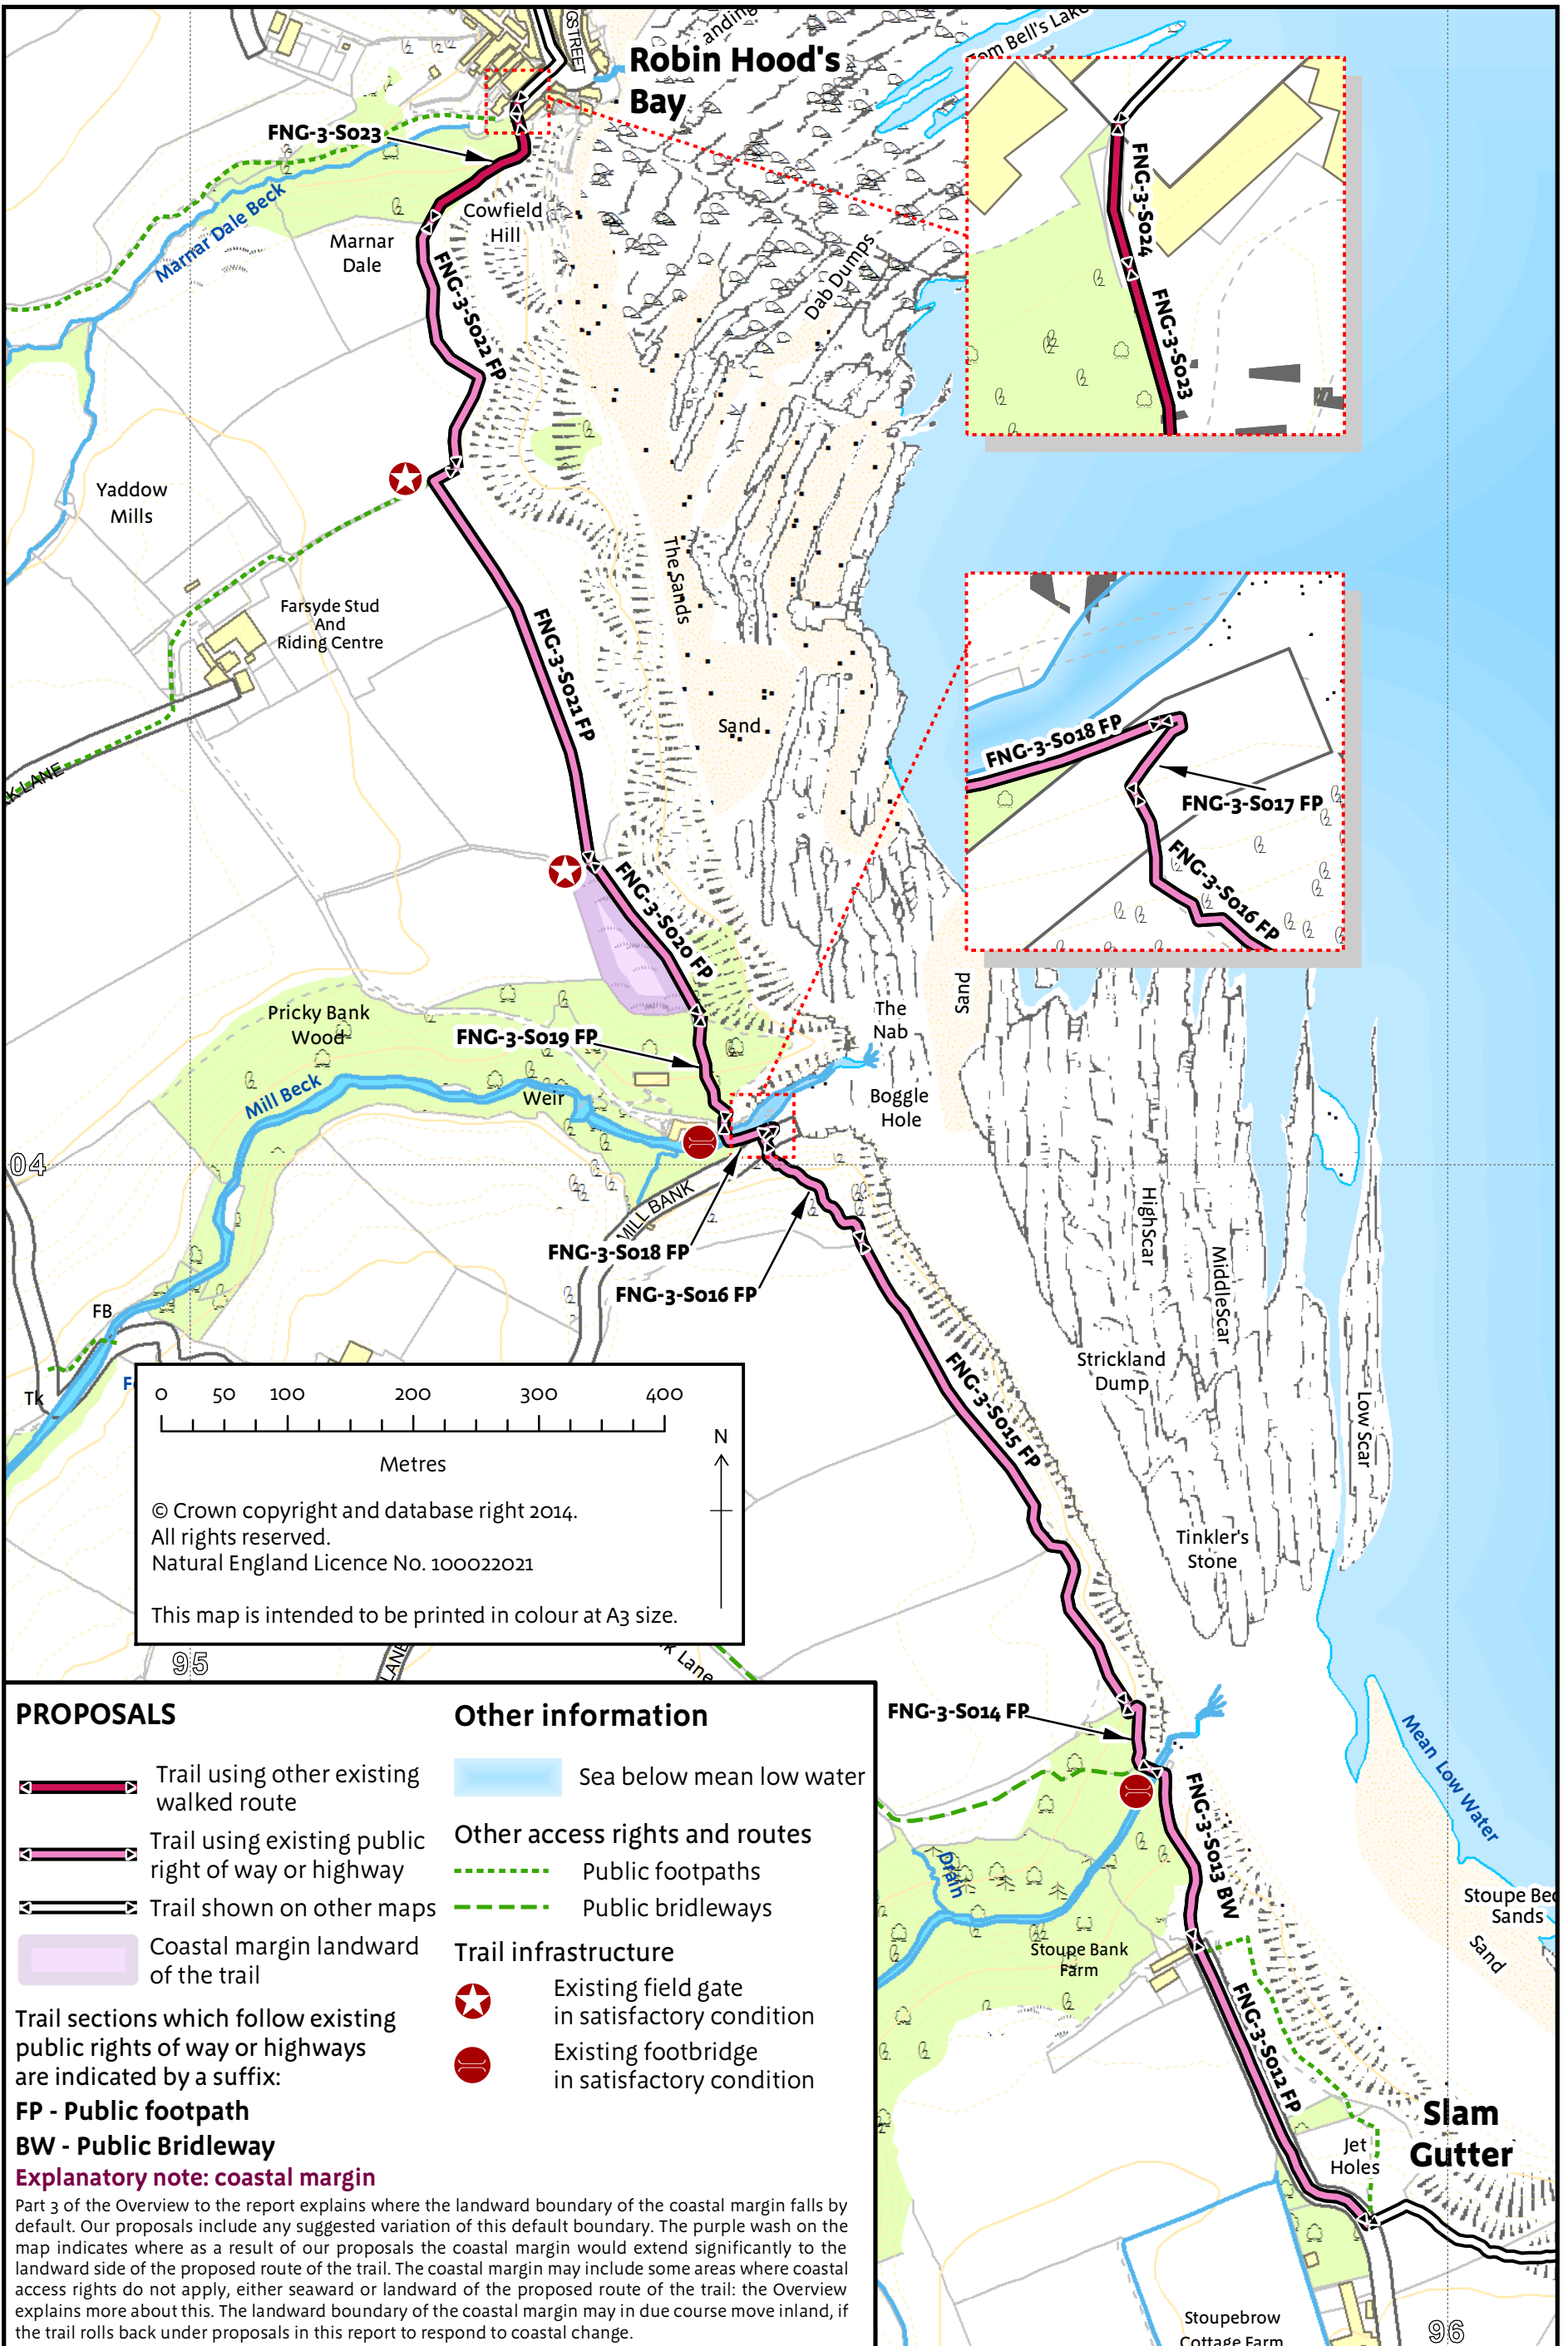 GSTREET
anding
om Bell's Lake
Robin Hood's
Bay
FNG-3-S023
Cowfield
Hill
Marnar
Dale
Marnar Dale Beck
FNG-3-S022 FP
Dab Dumps
FNG-3-S024
FNG-3-S023
Yaddow
Mills
The Sands
Farsyde Stud
And
Riding Centre
FNG-3-S021 FP
Sand
K LANE
FNG-3-S018 FP
FNG-3-S017 FP
FNG-3-S016 FP
FNG-3-S020 FP
Sand
The
Nab
Pricky Bank
Wood
FNG-3-S019 FP
Mill Beck
Weir
Boggle
Hole
04
MILL BANK
FNG-3-S018 FP
FNG-3-S016 FP
HighScar
MiddleScar
Low Scar
FB
Tk
F
Strickland
Dump
FNG-3-S015 FP
Tinkler's
Stone
0 50 100 200 300 400
Metres
N
© Crown copyright and database right 2014.
All rights reserved.
Natural England Licence No. 100022021
This map is intended to be printed in colour at A3 size.
95
LANE
k Lane
FNG-3-S014 FP
Mean Low Water
FNG-3-S013 BW
Drain
Stoupe Bec
Sands
Sand
Stoupe Bank
Farm
FNG-3-S012 FP
Slam
Gutter
Jet
Holes
Stoupebrow
Cottage Farm
96
PROPOSALS
Trail using other existing
walked route
Trail using existing public
right of way or highway
Trail shown on other maps
Coastal margin landward
of the trail
Trail sections which follow existing
public rights of way or highways
are indicated by a suffix:
FP - Public footpath
BW - Public Bridleway
Other information
Sea below mean low water
Other access rights and routes
Public footpaths
Public bridleways
Trail infrastructure
Existing field gate
in satisfactory condition
Existing footbridge
in satisfactory condition
Explanatory note: coastal margin
Part 3 of the Overview to the report explains where the landward boundary of the coastal margin falls by
default. Our proposals include any suggested variation of this default boundary. The purple wash on the
map indicates where as a result of our proposals the coastal margin would extend significantly to the
landward side of the proposed route of the trail. The coastal margin may include some areas where coastal
access rights do not apply, either seaward or landward of the proposed route of the trail: the Overview
explains more about this. The landward boundary of the coastal margin may in due course move inland, if
the trail rolls back under proposals in this report to respond to coastal change.